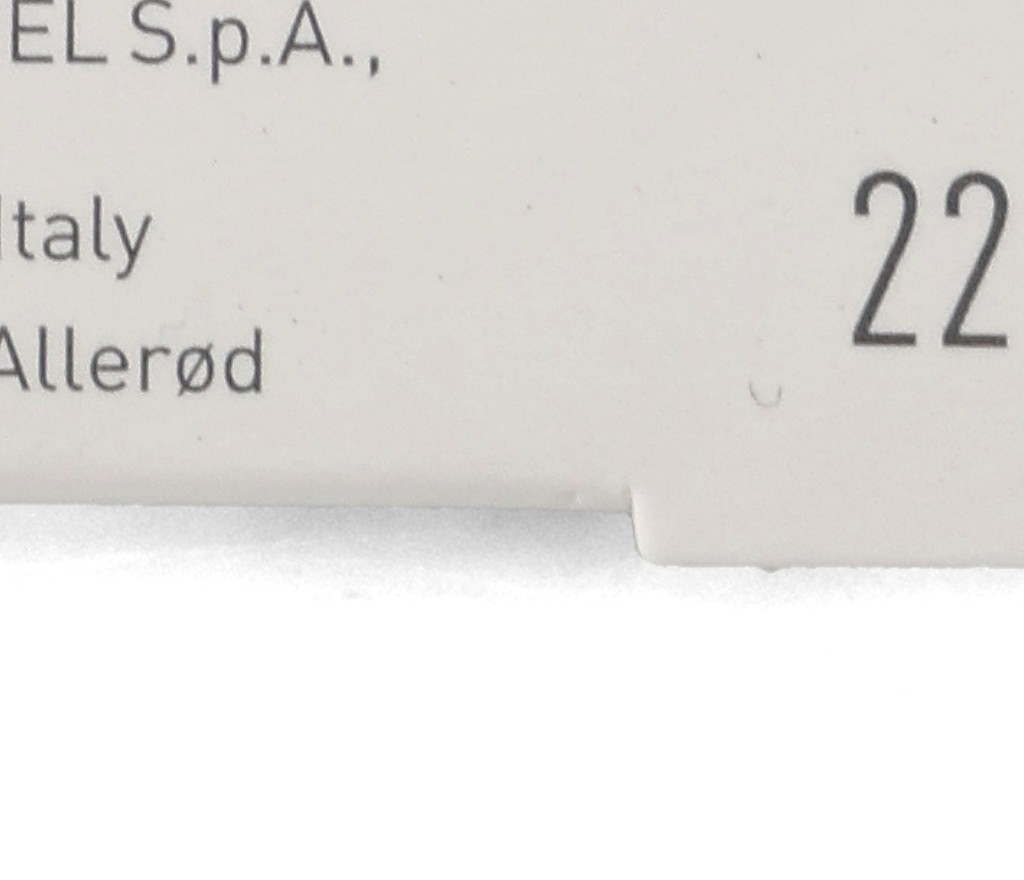 EL S.p.A.,
Italy
Allerød
22